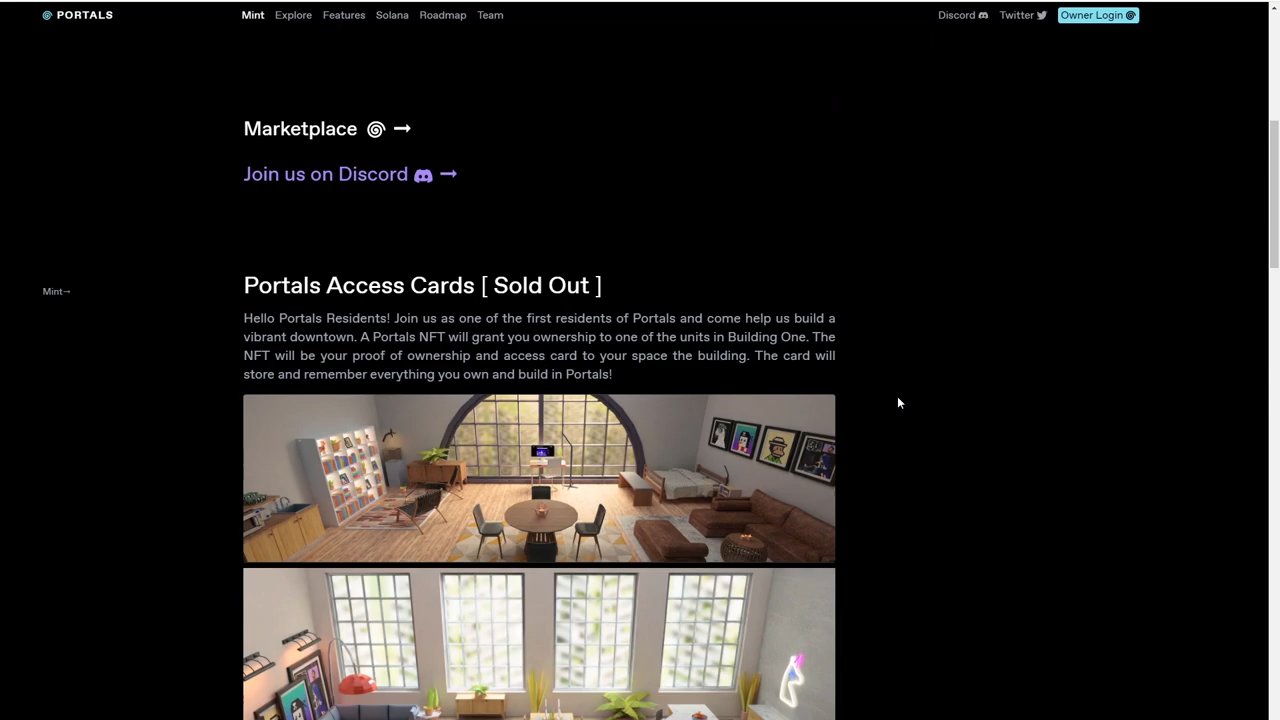 PORTALS
Mint Explore Features Solana Roadmap Team
Discord Twitter Owner Login
Marketplace →
Join us on Discord →
Mint→
Portals Access Cards [ Sold Out ]
Hello Portals Residents! Join us as one of the first residents of Portals and come help us build a
vibrant downtown. A Portals NFT will grant you ownership to one of the units in Building One. The
NFT will be your proof of ownership and access card to your space the building. The card will
store and remember everything you own and build in Portals!